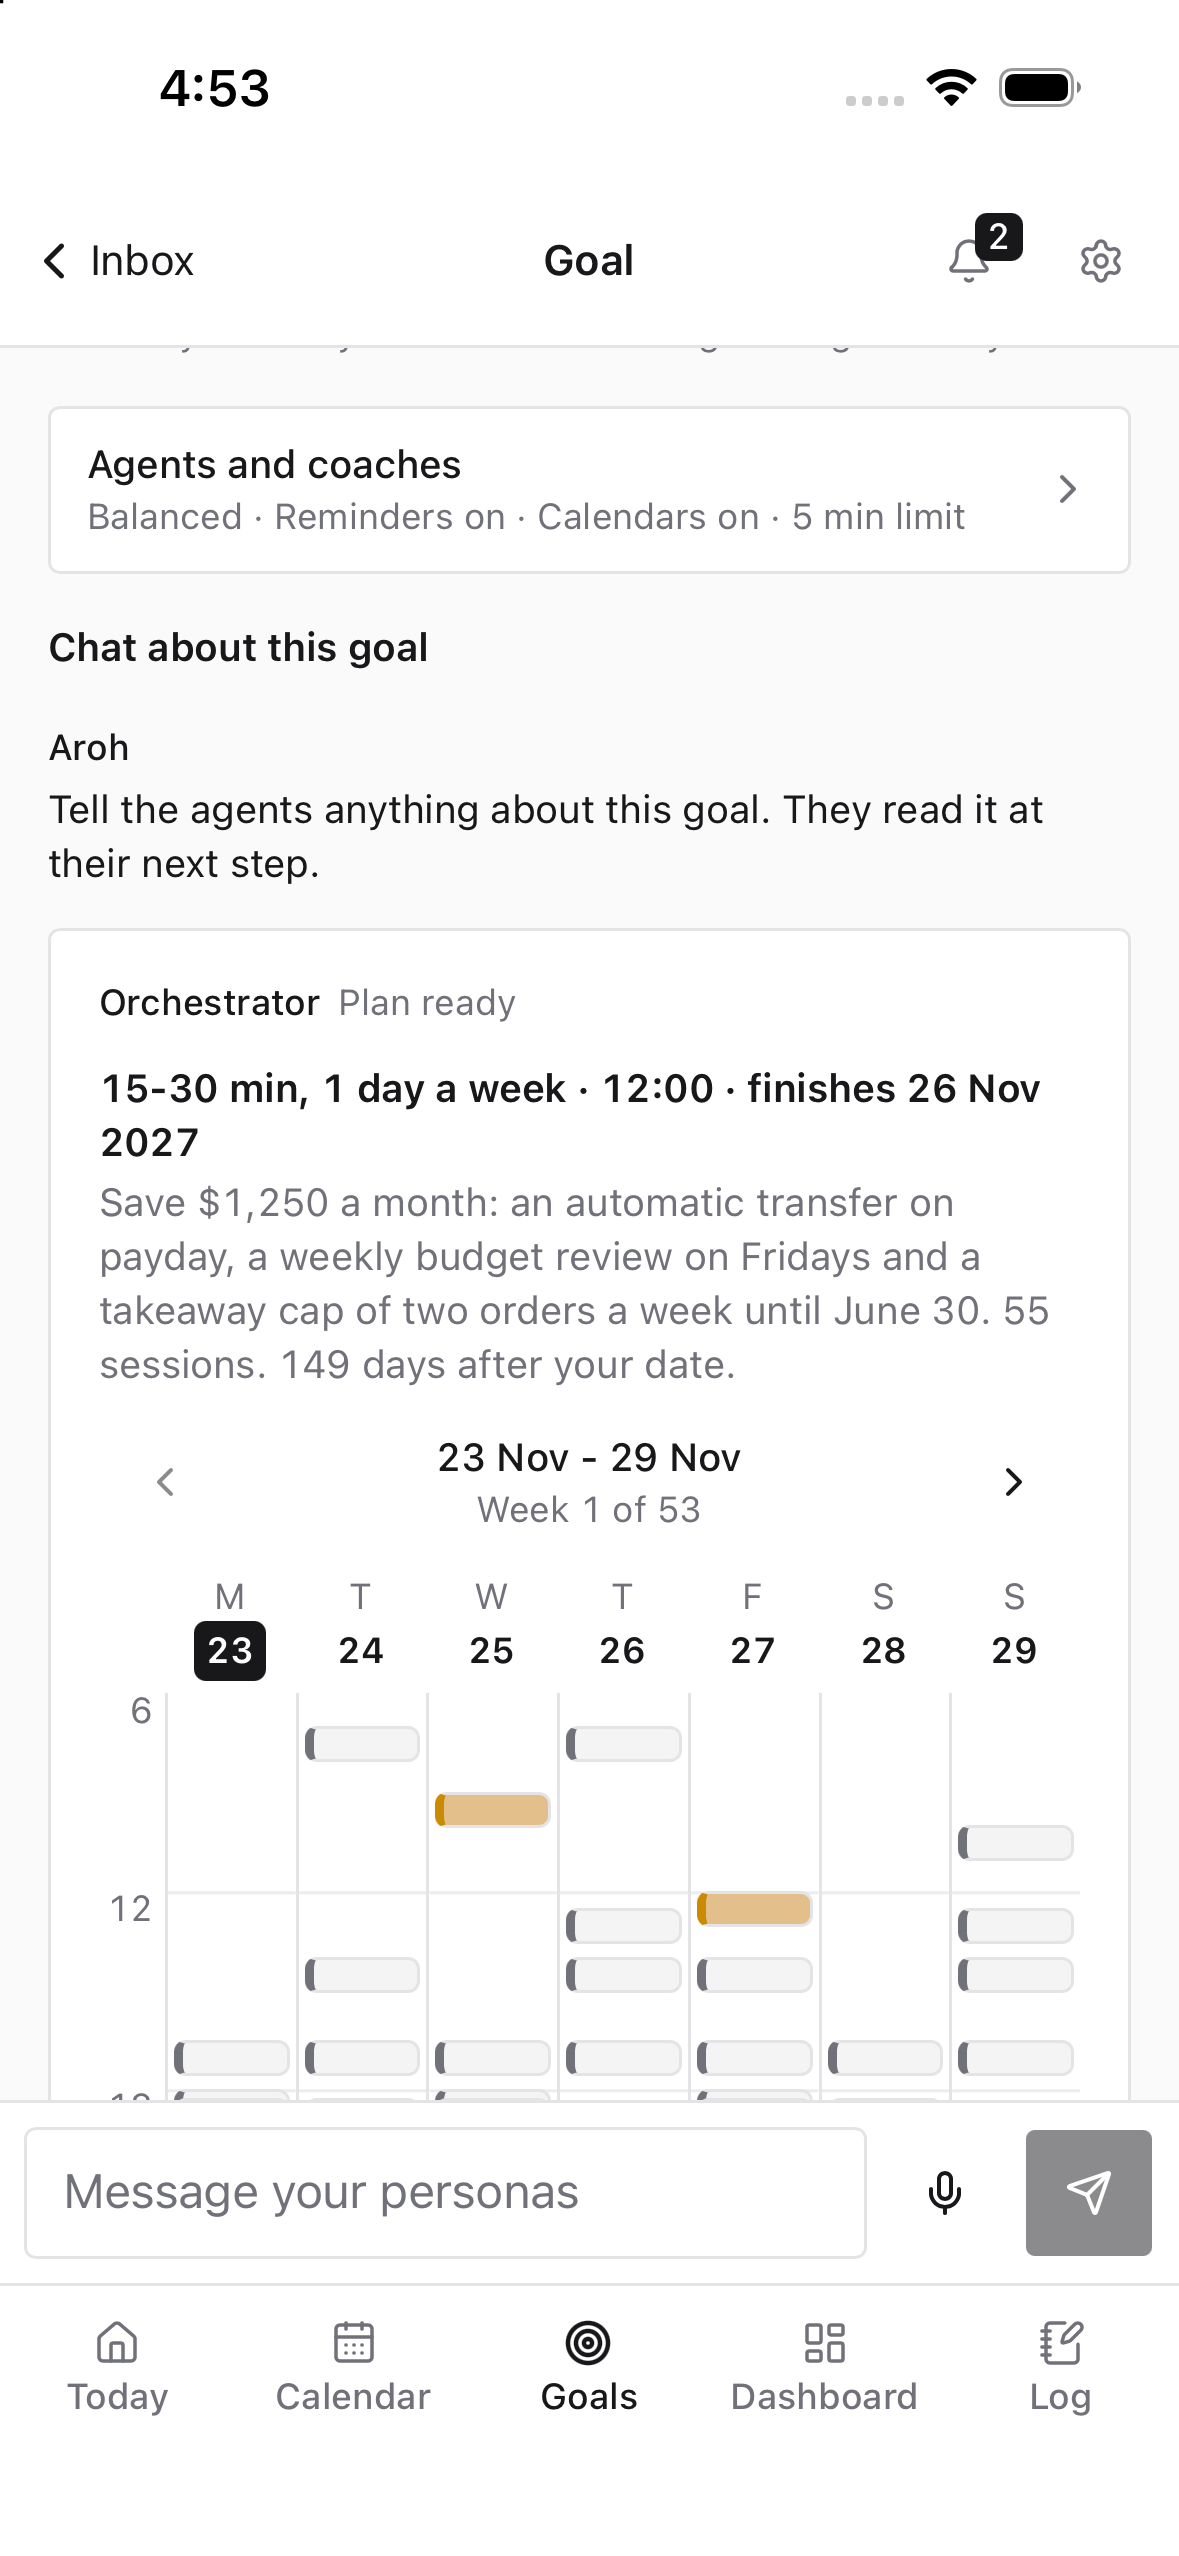 4:53
Inbox
Goal
2
Agents and coaches
Balanced · Reminders on · Calendars on · 5 min limit
Chat about this goal
Aroh
Tell the agents anything about this goal. They read it at
their next step.
Orchestrator Plan ready
15-30 min, 1 day a week · 12:00 · finishes 26 Nov
2027
Save $1,250 a month: an automatic transfer on
payday, a weekly budget review on Fridays and a
takeaway cap of two orders a week until June 30. 55
sessions. 149 days after your date.
23 Nov - 29 Nov
Week 1 of 53
M T W T F S S
23 24 25 26 27 28 29
6
12
Message your personas
Today Calendar Goals Dashboard Log